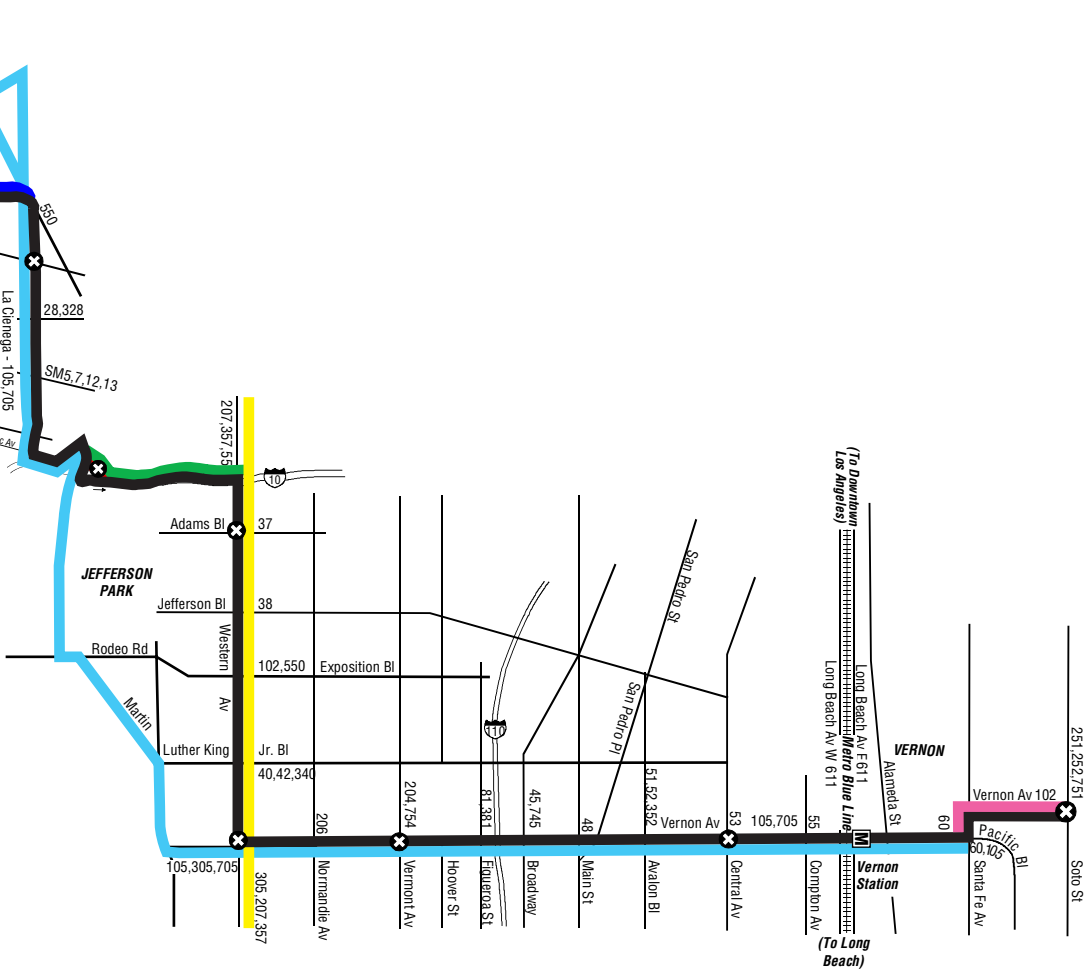 550
La Cienega - 105,705
28,328
SM5,7,12,13
c Av
207,357,55
10
Adams Bl
37
JEFFERSON
PARK
Jefferson Bl
38
Western
Av
Rodeo Rd
102,550
Exposition Bl
Martin
Luther King
Jr. Bl
40,42,340
110
San Pedro St
San Pedro Pl
(To Downtown
Los Angeles)
Metro Blue Line
Long Beach Av W 611
Long Beach Av E 611
Alameda St
VERNON
251,252,751
Vernon Av 102
206
204,754
81,381
45,745
48
51,52,352
Vernon Av
53
105,705
55
M
60
Pacific Bl
60,105
105,305,705
305,207,357
Normandie Av
Vermont Av
Hoover St
Figueroa St
Broadway
Main St
Avalon Bl
Central Av
Compton Av
Vernon
Station
Santa Fe Av
Soto St
(To Long
Beach)